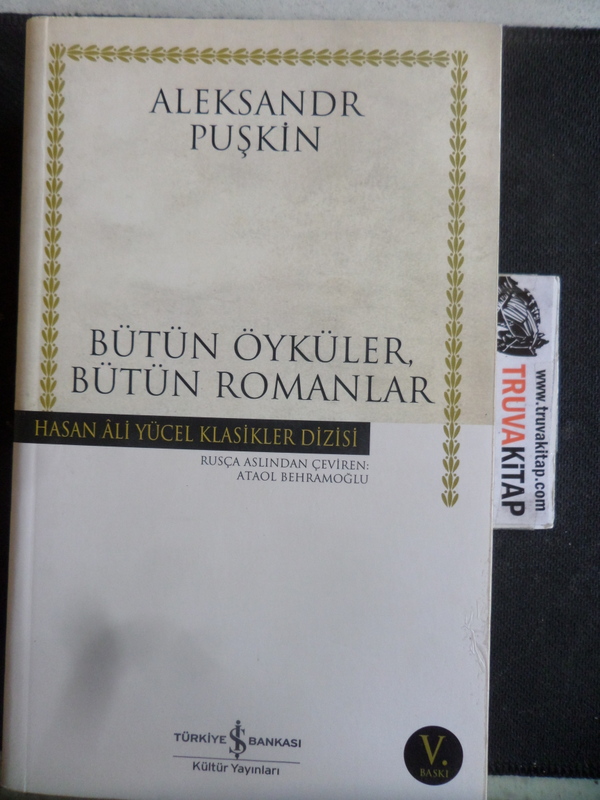 ALEKSANDR
PUŞKİN
BÜTÜN ÖYKÜLER,
BÜTÜN ROMANLAR
HASAN ÂLİ YÜCEL KLASİKLER DİZİSİ
RUSÇA ASLINDAN ÇEVİREN:
ATAOL BEHRAMOĞLU
TÜRKİYE İŞ BANKASI
Kültür Yayınları
V.
BASKI
TRUVAKİTAP
www.truvakitap.com